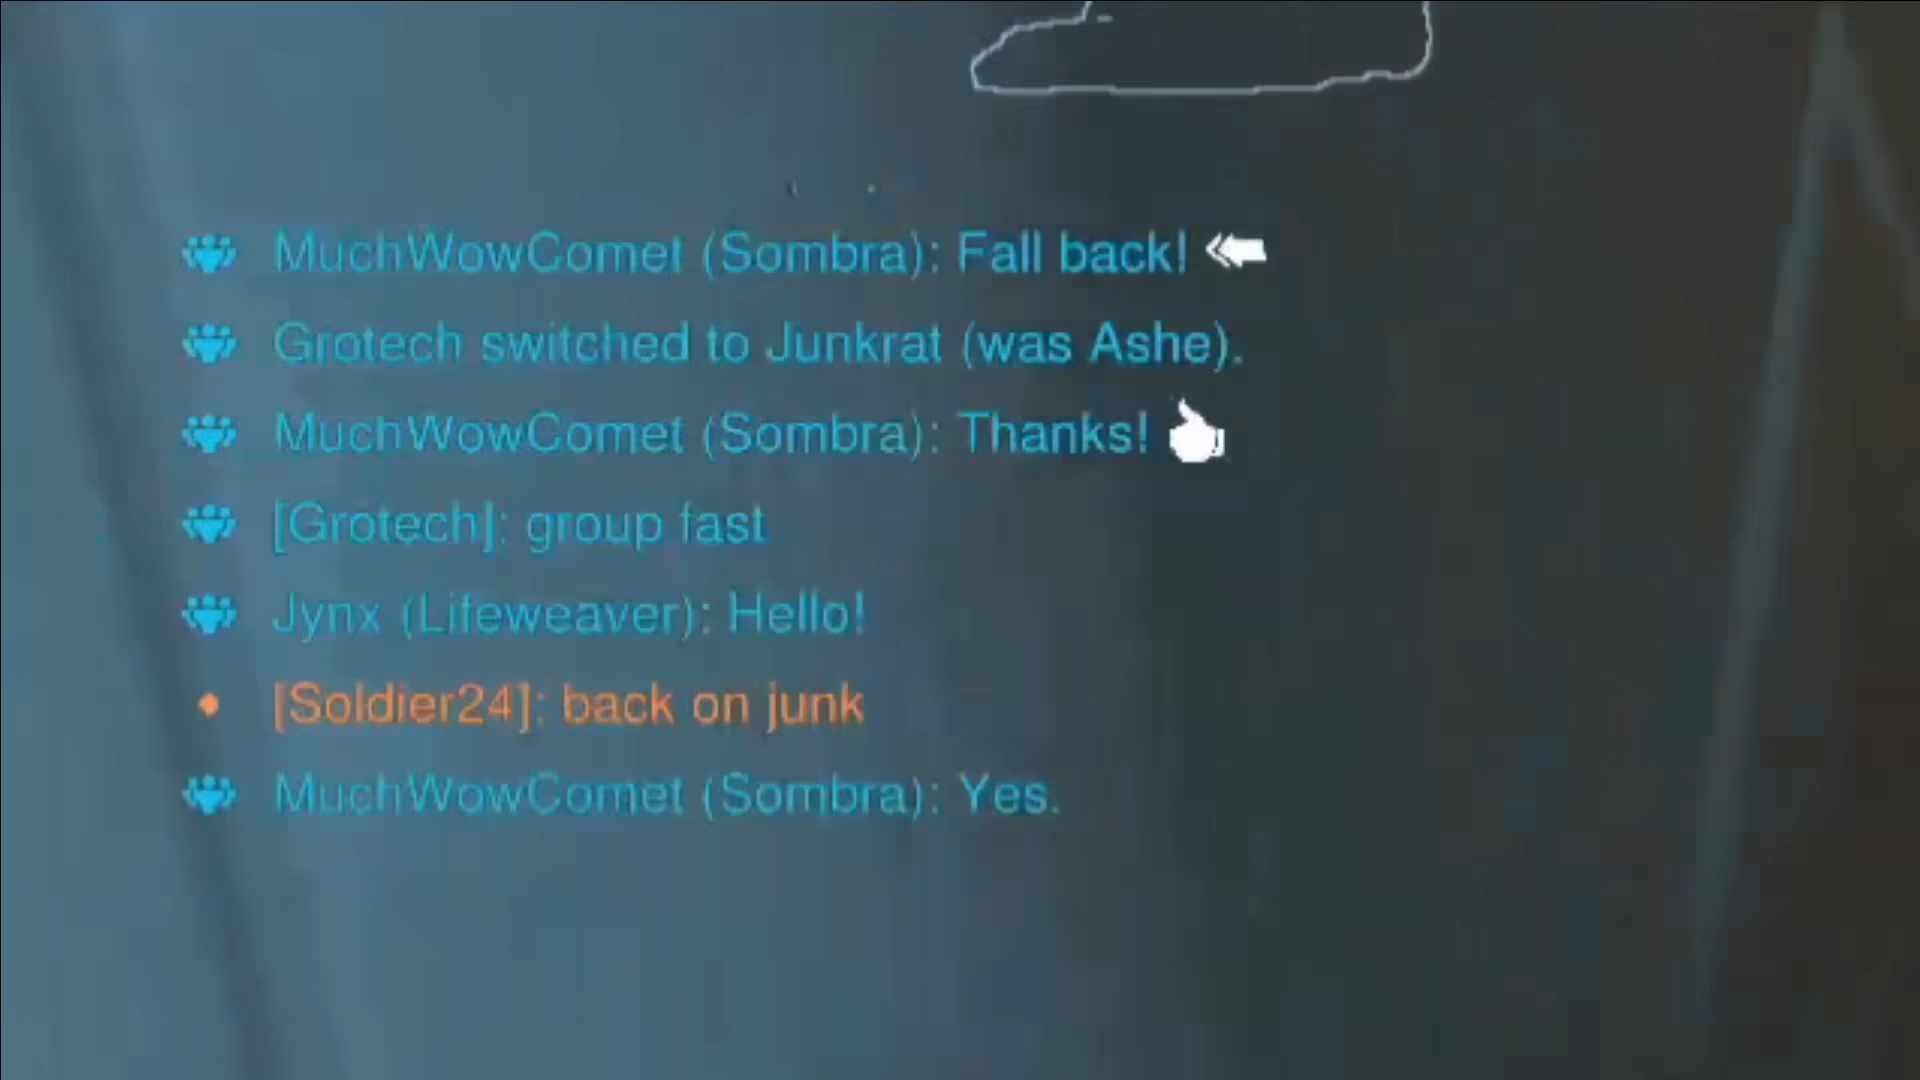 MuchWowComet (Sombra): Fall back!
Grotech switched to Junkrat (was Ashe).
MuchWowComet (Sombra): Thanks!
[Grotech]: group fast
Jynx (Lifeweaver): Hello!
[Soldier24]: back on junk
MuchWowComet (Sombra): Yes.